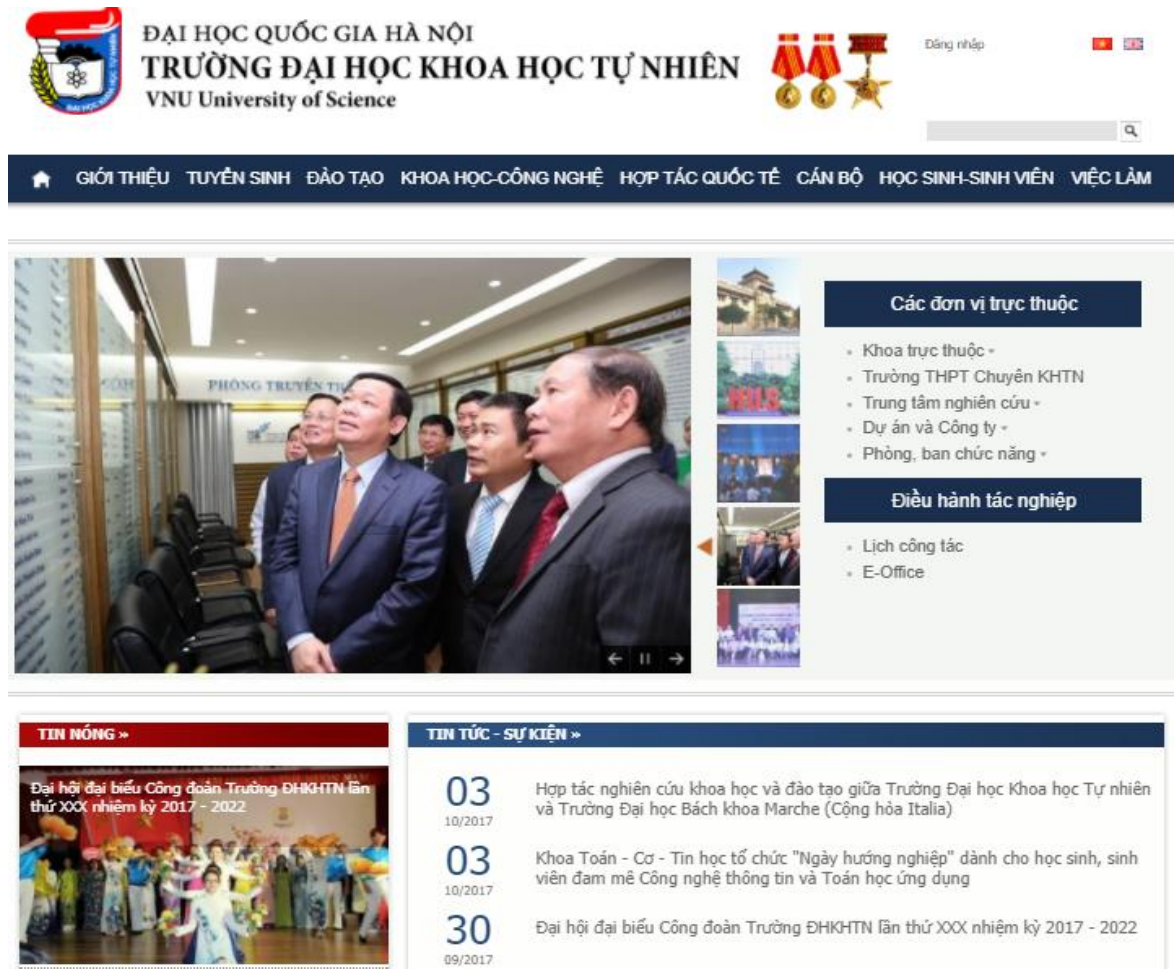 ĐẠI HỌC QUỐC GIA HÀ NỘI
TRƯỜNG ĐẠI HỌC KHOA HỌC TỰ NHIÊN
VNU University of Science
Đăng nhập
GIỚI THIỆU TUYỂN SINH ĐÀO TẠO KHOA HỌC-CÔNG NGHỆ HỢP TÁC QUỐC TẾ CÁN BỘ HỌC SINH-SINH VIÊN VIỆC LÀM
PHÒNG TRUYỀN
HUS
Các đơn vị trực thuộc
Khoa trực thuộc
Trường THPT Chuyên KHTN
Trung tâm nghiên cứu
Dự án và Công ty
Phòng, ban chức năng
Điều hành tác nghiệp
Lịch công tác
E-Office
TIN NÓNG »
Đại hội đại biểu Công đoàn Trường ĐHKHTN lần
thứ XXX nhiệm kỳ 2017 - 2022
TIN TỨC - SỰ KIỆN »
03
10/2017
Hợp tác nghiên cứu khoa học và đào tạo giữa Trường Đại học Khoa học Tự nhiên
và Trường Đại học Bách khoa Marche (Cộng hòa Italia)
03
10/2017
Khoa Toán - Cơ - Tin học tổ chức "Ngày hướng nghiệp" dành cho học sinh, sinh
viên đam mê Công nghệ thông tin và Toán học ứng dụng
30
09/2017
Đại hội đại biểu Công đoàn Trường ĐHKHTN lần thứ XXX nhiệm kỳ 2017 - 2022